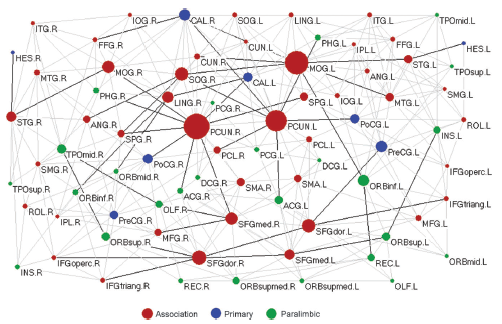 IOG.R CAL.R SOG.L LING.L ITG.L TPOmid.L
ITG.R
FFG.R CUN.L PHG.L IPL.L FFG.L HES.L
HES.R CUN.R
MOG.R MOG.L STG.L
MTG.R SOG.R CAL.L ANG.L TPOsup.L
PHG.R SMG.L
LING.R PCG.R SPG.L IOG.L MTG.L
STG.R ANG.R PCUN.R PCUN.L PoCG.L ROL.L
SPG.R INS.L
TPOmid.R PCL.R PCG.L PCL.L PreCG.L
PoCG.R DCG.L
SMG.R ORBmid.R IFGoperc.L
TPOsup.R DCG.R SMA.R SMA.L ORBinf.L
ORBinf.R ACG.R ACG.L IFGtriang.L
ROL.R OLF.R
IPL.R PreCG.R SFGmed.R SFGdor.L MFG.L
ORBsup.R MFG.R ORBsup.L
IFGoperc.R SFGdor.R SFGmed.L REC.L ORBmid.L
INS.R
IFGtriang.R REC.R ORBsupmed.R ORBsupmed.L OLF.L
Association Primary Paralimbic